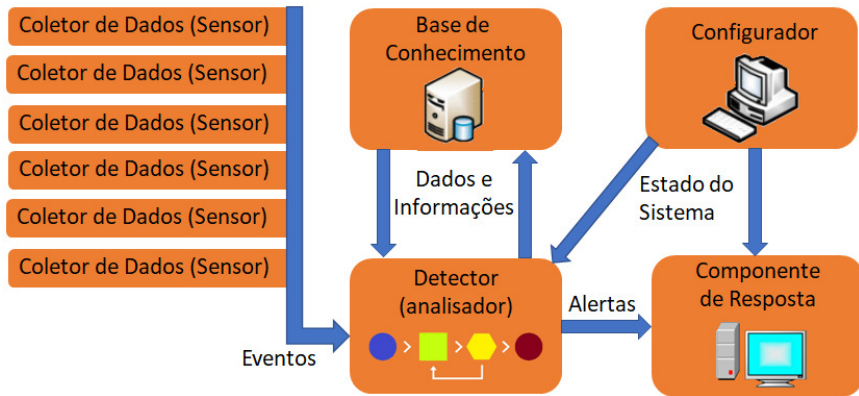 Coletor de Dados (Sensor)
Coletor de Dados (Sensor)
Coletor de Dados (Sensor)
Coletor de Dados (Sensor)
Coletor de Dados (Sensor)
Coletor de Dados (Sensor)
Eventos
Base de
Conhecimento
Dados e
Informações
Detector
(analisador)
> > >
Alertas
Configurador
Estado do
Sistema
Componente
de Resposta